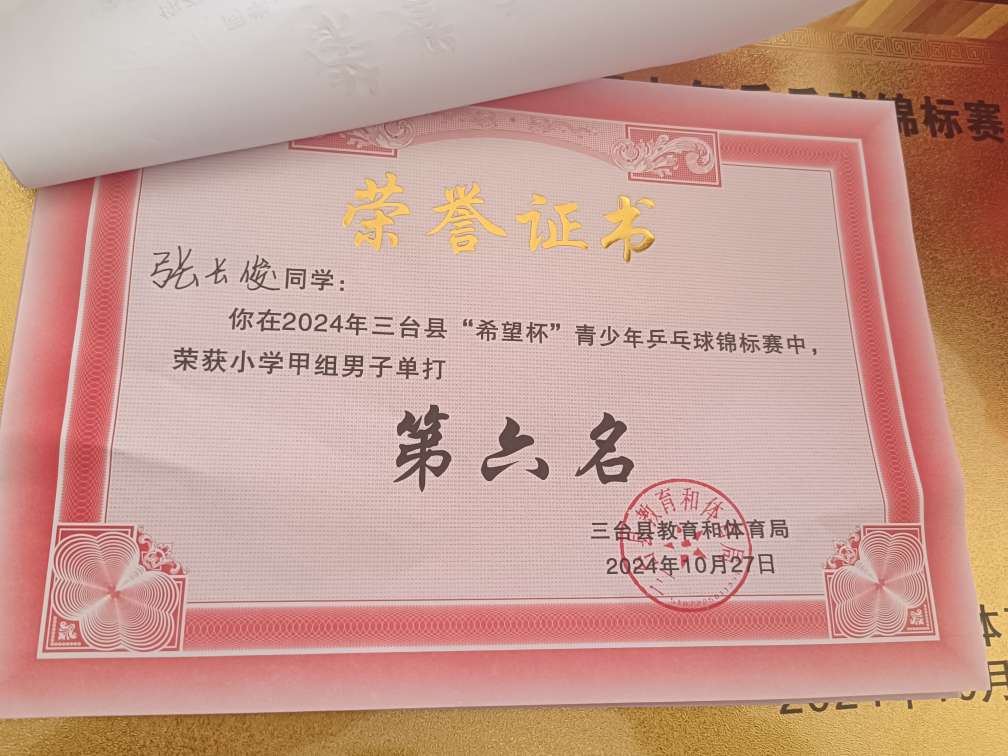 锦标赛
荣誉证书
张长俊同学：
你在2024年三台县“希望杯”青少年乒乓球锦标赛中，
荣获小学甲组男子单打
第六名
三台县教育和体育局
2024年10月27日